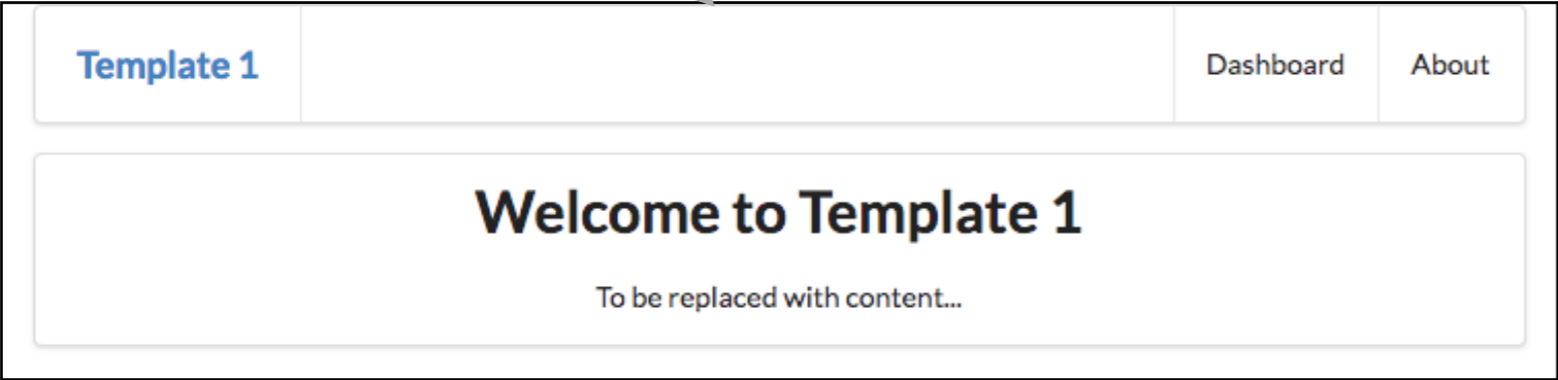 Template 1 Dashboard About
Welcome to Template 1
To be replaced with content...